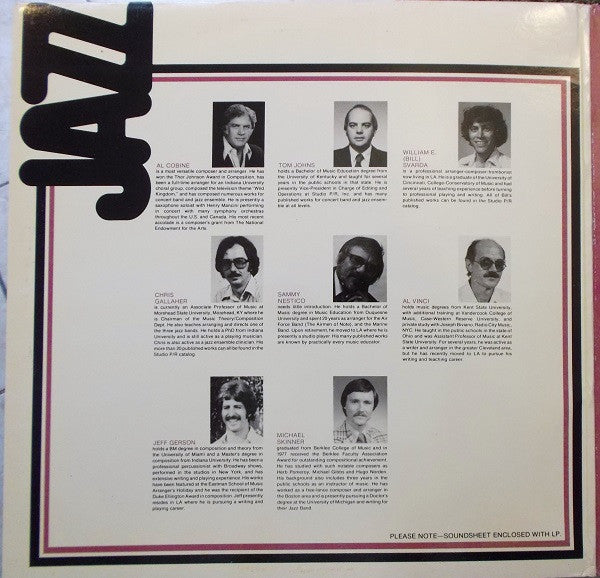 JAZZ
AL COBINE
is a most versatile composer and arranger. He has
won the Thor Johnson Award in Composition, has
been a full-time arranger for an Indiana University
choral group, composed the television theme "Wild
Kingdom," and has composed numerous works for
concert band and jazz ensemble. He is presently a
saxophone soloist with Henry Mancini performing
in concert with many symphony orchestras
throughout the U.S. and Canada. His most recent
accolade is a composer's grant from The National
Endowment for the Arts.
TOM JOHNS
holds a Bachelor of Music Education degree from
the University of Kentucky and taught for several
years in the public schools in that state. He is
presently Vice-President in Charge of Editing and
Operations at Studio P/R, Inc. and has many
published works for concert band and jazz ensem-
ble at all levels.
WILLIAM E.
(BILL)
SVARDA
is a professional arranger-composer-trombonist
now living in LA. He is a graduate of the University of
Cincinnati, College-Conservatory of Music and fuel
several years of teaching experience before turning
to professional playing and writing. All of Bill's
published works can be found in the Studio P/R
catalog.
CHRIS
GALLAHER
is currently an Associate Professor of Music at
Morehead State University, Morehead, KY where he
is Chairman of the Music Theory/Composition
Dept. He also teaches arranging and directs one of
the three jazz bands. He holds a PhD from Indiana
University and is still active as a playing musician.
Chris is also active as a jazz ensemble clinician. His
more than 20 published works can all be found in the
Studio P/R catalog.
SAMMY
NESTICO
needs little introduction. He holds a Bachelor of
Music degree in Music Education from Duquesne
University and spent 20 years as arranger for the Air
Force Band (The Airmen of Note), and the Marine
Band. Upon retirement, he moved to LA where he is
presently a studio player. His many published works
are known by practically every music educator.
AL VINCI
holds music degrees from Kent State University,
with additional training at Vandercook College of
Music, Case-Western Reserve University, and
private study with Joseph Biviano, Radio City Music,
NYC. He taught in the public schools in the state of
Ohio and was Assistant Professor of Music at Kent
State University. For several years, he was active as
a writer and arranger in the greater Cleveland area,
but he has recently moved to LA to pursue his
writing and teaching career.
JEFF GERSON
holds a BM degree in composition and theory from
the University of Miami and a Master's degree in
composition from Indiana University. He has been a
professional percussionist with Broadway shows,
performed in the studios in New York, and has
extensive writing and playing experience. His works
have been featured at the Eastman School of Music
Arranger's Holiday and he was the recipient of the
Duke Ellington Award in composition. Jeff presently
resides in LA where he is pursuing a writing and
playing career.
MICHAEL
SKINNER
graduated from Berklee College of Music and in
1977 received the Berklee Faculty Association
Award for outstanding compositional achievement.
He has studied with such notable composers as
Herb Pomeroy, Michael Gibbs and Hugo Norden.
His background also includes three years in the
public schools as an instructor of music. He has
worked as a free-lance composer and arranger in
the Boston area and is presently pursuing a Doctor's
degree at the University of Michigan and writing for
their Jazz Band.
PLEASE NOTE—SOUNDSHEET ENCLOSED WITH LP.